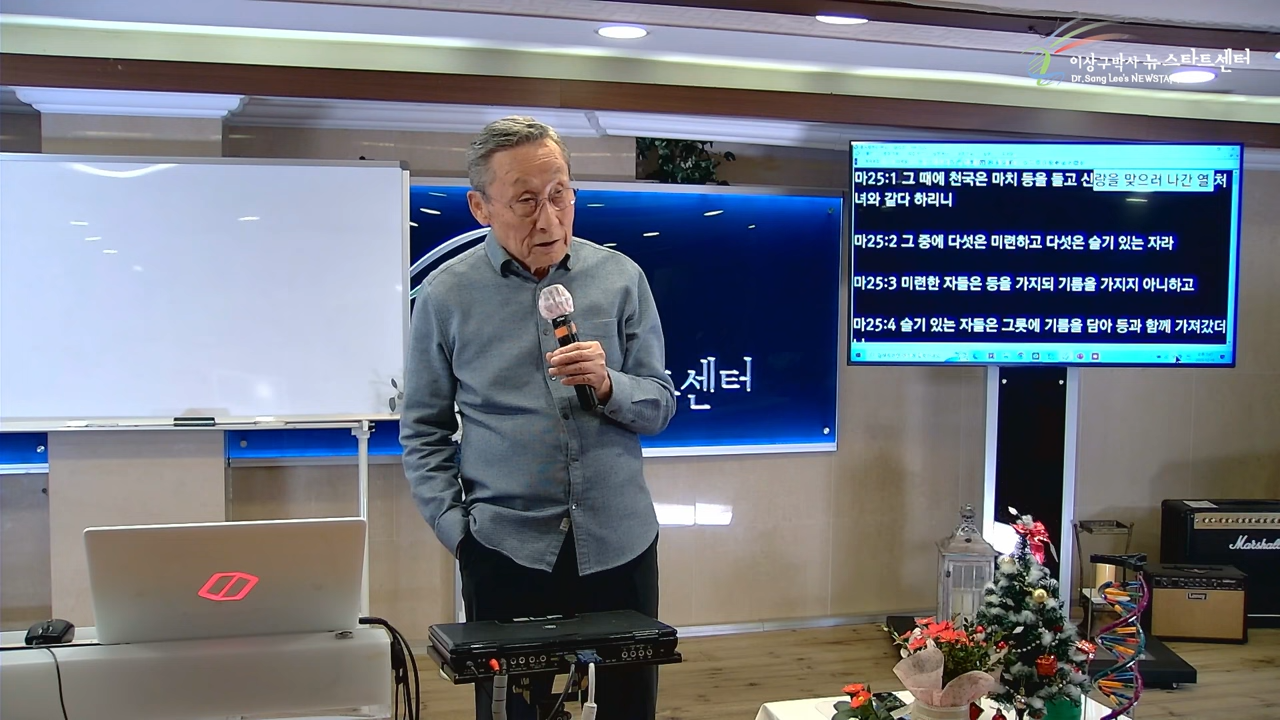 이상구박사 뉴스타트센터
Dr.Sang Lee's NEWSTA
마25:1 그 때에 천국은 마치 등을 들고 신랑을 맞으러 나간 열 처
녀와 같다 하리니
마25:2 그 중에 다섯은 미련하고 다섯은 슬기 있는 자라
마25:3 미련한 자들은 등을 가지되 기름을 가지지 아니하고
마25:4 슬기 있는 자들은 그릇에 기름을 담아 등과 함께 가져갔더
센터
Marshall
Laney